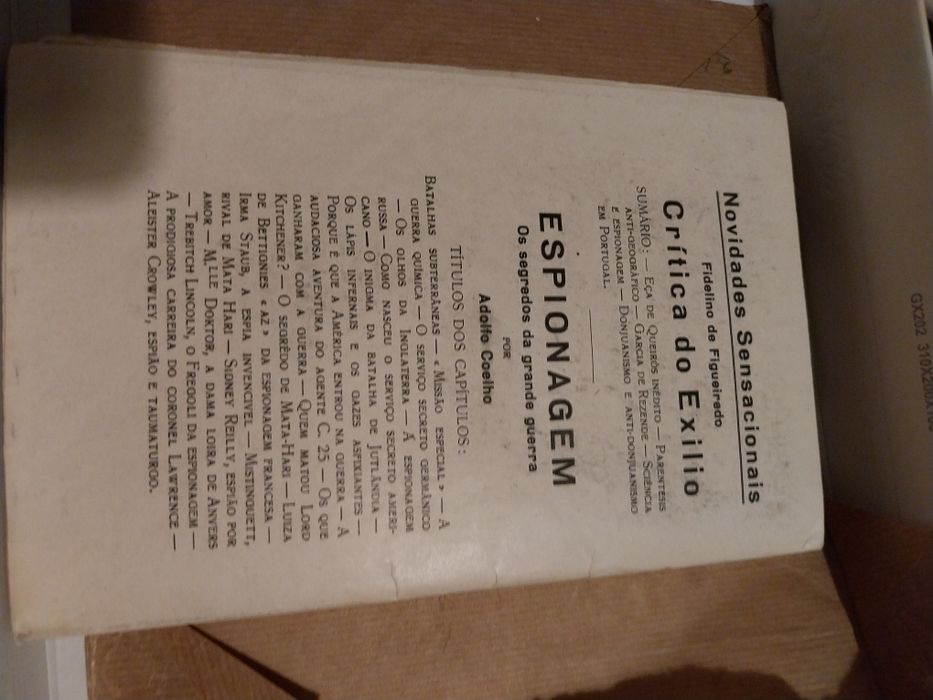 Novidades Sensacionais
Fidelino de Figueiredo
Crítica do Exilio
SUMÁRIO: — Eça de Queirós inédito — Parentesis
anti-geográfico — Garcia de Rezende — Sciência
e espionagem — Donjuanismo e anti-donjuanismo
em Portugal.
ESPIONAGEM
Os segredos da grande guerra
POR
Adolfo Coelho
TÍTULOS DOS CAPÍTULOS:
Batalhas subterrâneas — « Missão especial » — A
guerra química — O serviço secreto germânico
— Os olhos da Inglaterra — A espionagem
russa — Como nasceu o serviço secreto ameri-
cano — O inigma da batalha de Jutlândia —
Os lápis infernais e os gazes asfixiantes —
Porque é que a América entrou na guerra — A
audaciosa aventura do agente C. 25 — Os que
ganharam com a guerra — Quem matou Lord
Kitchener? — O segrêdo de Mata-Hari — Luiza
de Bettignies « az » da espionagem francesa —
Irma Staub, a espia invencivel — Mistinguett,
rival de Mata Hari — Sidney Reilly, espião por
amor — M.lle Doktor, a dama loira de Anvers
— Trebitch Lincoln, o Fregoli da espionagem —
A prodigiosa carreira do coronel Lawrence —
Aleister Crowley, espião e taumaturgo.